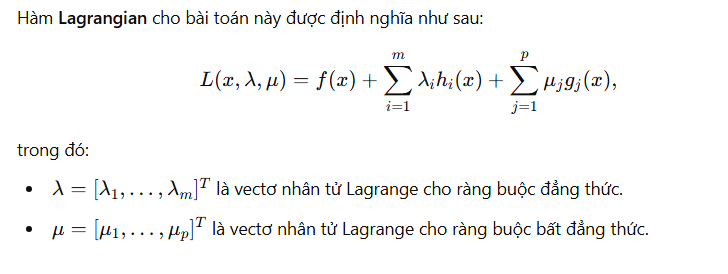 Hàm Lagrangian cho bài toán này được định nghĩa như sau:
L(x, λ, μ) = f(x) + ∑_{i=1}^{m} λ_i h_i(x) + ∑_{j=1}^{p} μ_j g_j(x),
trong đó:
• λ = [λ_1, . . . , λ_m]^T là vectơ nhân tử Lagrange cho ràng buộc đẳng thức.
• μ = [μ_1, . . . , μ_p]^T là vectơ nhân tử Lagrange cho ràng buộc bất đẳng thức.